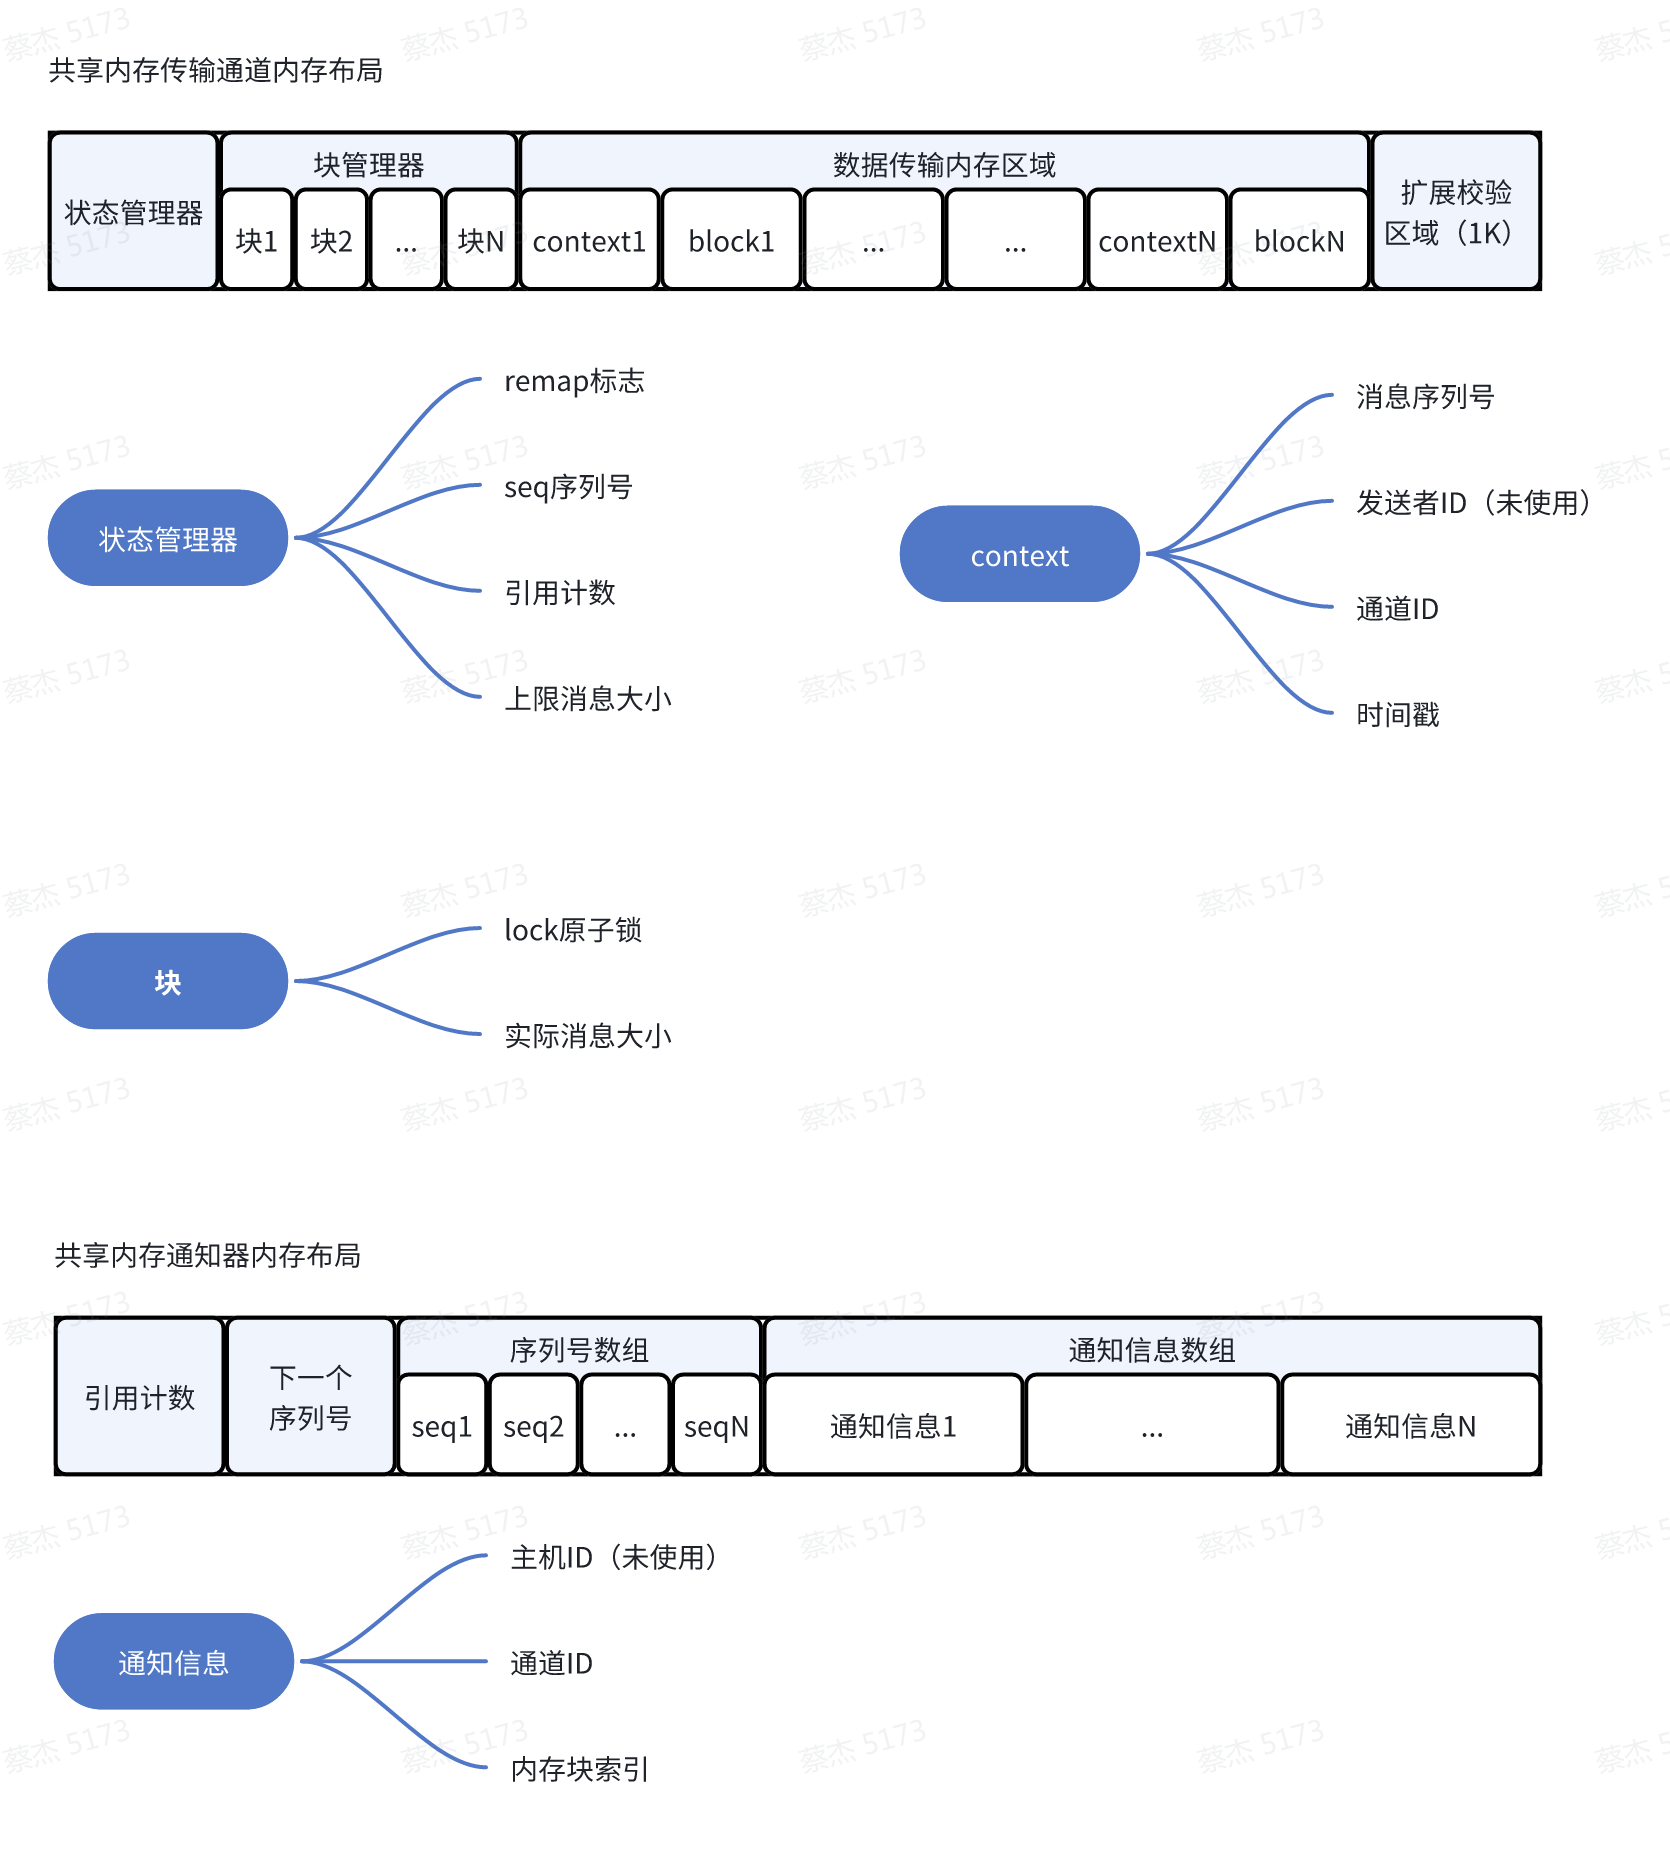 共享内存传输通道内存布局
状态管理器
块管理器
块1
块2
...
块N
数据传输内存区域
context1
block1
...
...
contextN
blockN
扩展校验
区域（1K）
状态管理器
remap标志
seq序列号
引用计数
上限消息大小
context
消息序列号
发送者ID（未使用）
通道ID
时间戳
块
lock原子锁
实际消息大小
共享内存通知器内存布局
引用计数
下一个
序列号
序列号数组
seq1
seq2
...
seqN
通知信息数组
通知信息1
...
通知信息N
通知信息
主机ID（未使用）
通道ID
内存块索引
蔡杰 5173